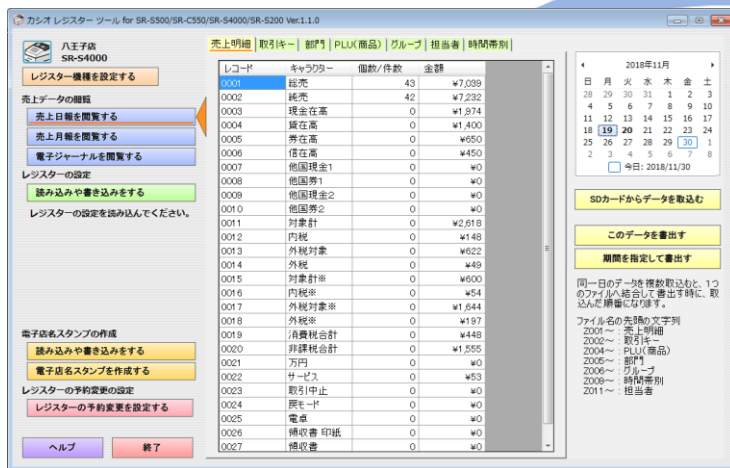 カシオ レジスター ツール for SR-S500/SR-C550/SR-S4000/SR-S200 Ver:1.1.0
八王子店
SR-S4000
レジスター機種を設定する
売上データの閲覧
売上日報を閲覧する
売上月報を閲覧する
電子ジャーナルを閲覧する
レジスターの設定
読み込みや書き込みをする
レジスターの設定を読み込んでください。
電子店名スタンプの作成
読み込みや書き込みをする
電子店名スタンプを作成する
レジスターの予約変更の設定
レジスターの予約変更を設定する
ヘルプ 終了
売上明細 取引キー 部門 PLU(商品) グループ 担当者 時間帯別
レコード キャラクター 個数/件数 金額
0001 総売 43 ¥7,039
0002 純売 42 ¥7,232
0003 現金在高 0 ¥1,974
0004 貸在高 0 ¥1,400
0005 券在高 0 ¥650
0006 信在高 0 ¥450
0007 他国現金1 0 ¥0
0008 他国券1 0 ¥0
0009 他国現金2 0 ¥0
0010 他国券2 0 ¥0
0011 対象計 0 ¥2,618
0012 内税 0 ¥148
0013 外税対象 0 ¥622
0014 外税 0 ¥49
0015 対象計※ 0 ¥600
0016 内税※ 0 ¥54
0017 外税対象※ 0 ¥1,644
0018 外税※ 0 ¥197
0019 消費税合計 0 ¥448
0020 非課税合計 0 ¥1,555
0021 万円 0 ¥0
0022 サービス 0 ¥53
0023 取引中止 0 ¥0
0024 戻モード 0 ¥0
0025 電卓 0 ¥0
0026 領収書 印紙 0 ¥0
0027 領収書 0 ¥0
2018年11月
日 月 火 水 木 金 土
28 29 30 31 1 2 3
4 5 6 7 8 9 10
11 12 13 14 15 16 17
18 19 20 21 22 23 24
25 26 27 28 29 30 1
2 3 4 5 6 7 8
今日: 2018/11/30
SDカードからデータを取込む
このデータを書出す
期間を指定して書出す
同一日のデータを複数取込むと、1つ
のファイルへ結合して書出す時に、取
込んだ順番になります。
ファイル名の先頭の文字列
Z001～ : 売上明細
Z002～ : 取引キー
Z004～ : PLU(商品)
Z005～ : 部門
Z006～ : グループ
Z009～ : 時間帯別
Z011～ : 担当者